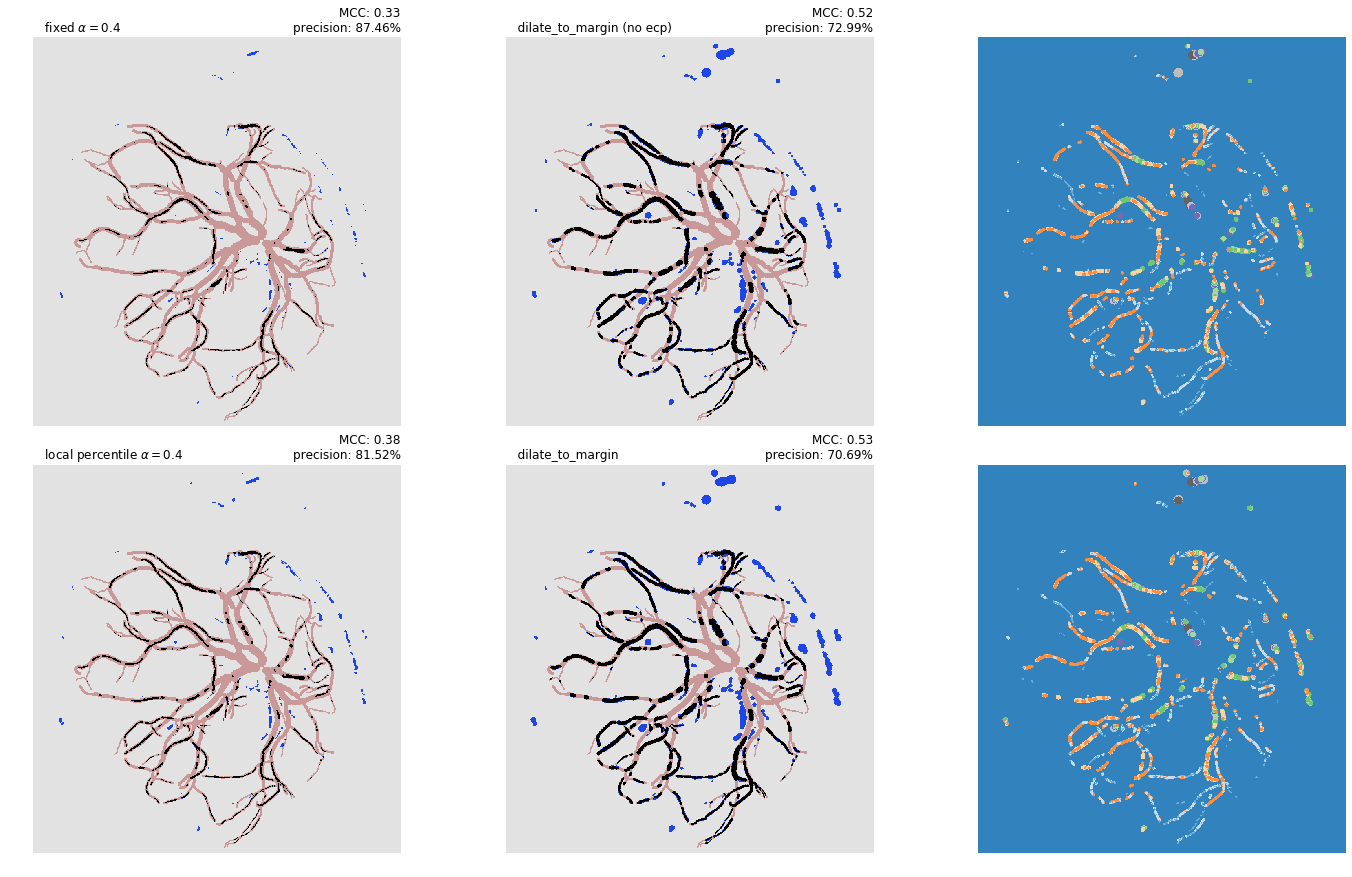 MCC: 0.33
fixed α = 0.4
precision: 87.46%
MCC: 0.52
dilate_to_margin (no ecp)
precision: 72.99%
MCC: 0.38
local percentile α = 0.4
precision: 81.52%
MCC: 0.53
dilate_to_margin
precision: 70.69%